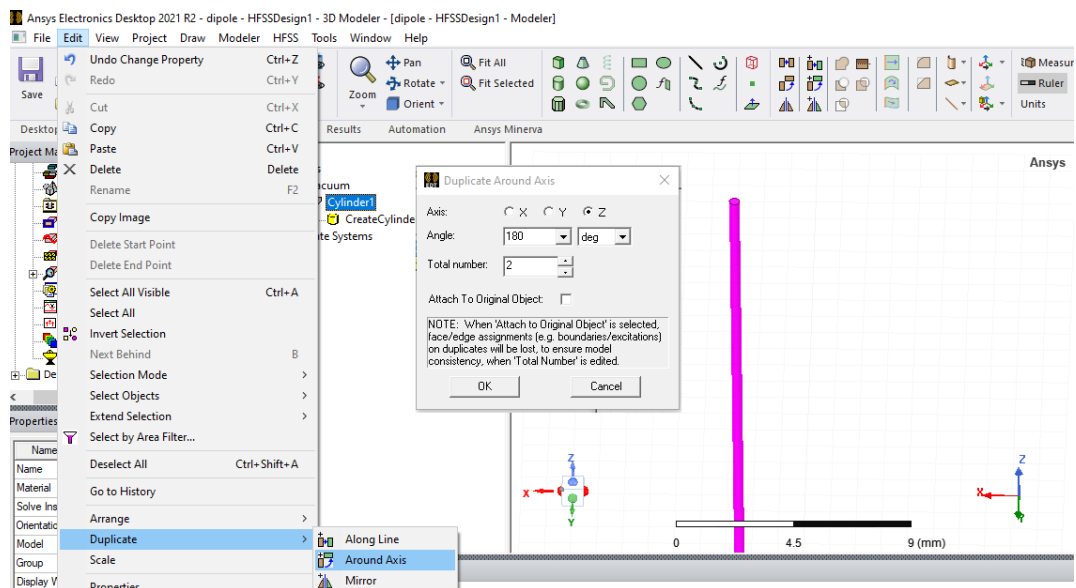 Ansys Electronics Desktop 2021 R2 - dipole - HFSSDesign1 - 3D Modeler - [dipole - HFSSDesign1 - Modeler]
File Edit View Project Draw Modeler HFSS Tools Window Help
Undo Change Property Ctrl+Z
Redo Ctrl+Y
Cut Ctrl+X
Copy Ctrl+C
Paste Ctrl+V
Delete Delete
Rename F2
Copy Image
Delete Start Point
Delete End Point
Select All Visible Ctrl+A
Select All
Invert Selection
Next Behind B
Selection Mode
Select Objects
Extend Selection
Select by Area Filter...
Deselect All Ctrl+Shift+A
Go to History
Arrange
Duplicate
Scale
Properties
Along Line
Around Axis
Mirror
Save
Zoom
Pan
Rotate
Orient
Fit All
Fit Selected
Measur
Ruler
Units
Desktop
Results Automation Ansys Minerva
Project Ma
De
cuum
Cylinder1
CreateCylinde
te Systems
Properties
Name
Name
Material
Solve Ins
Orientatio
Model
Group
Display W
Duplicate Around Axis
Axis: X Y Z
Angle: 180 deg
Total number: 2
Attach To Original Object:
NOTE: When 'Attach to Original Object' is selected,
face/edge assignments (e.g. boundaries/excitations)
on duplicates will be lost, to ensure model
consistency, when 'Total Number' is edited.
OK Cancel
Ansys
Z
X
Y
Z
X
Y
0 4.5 9 (mm)